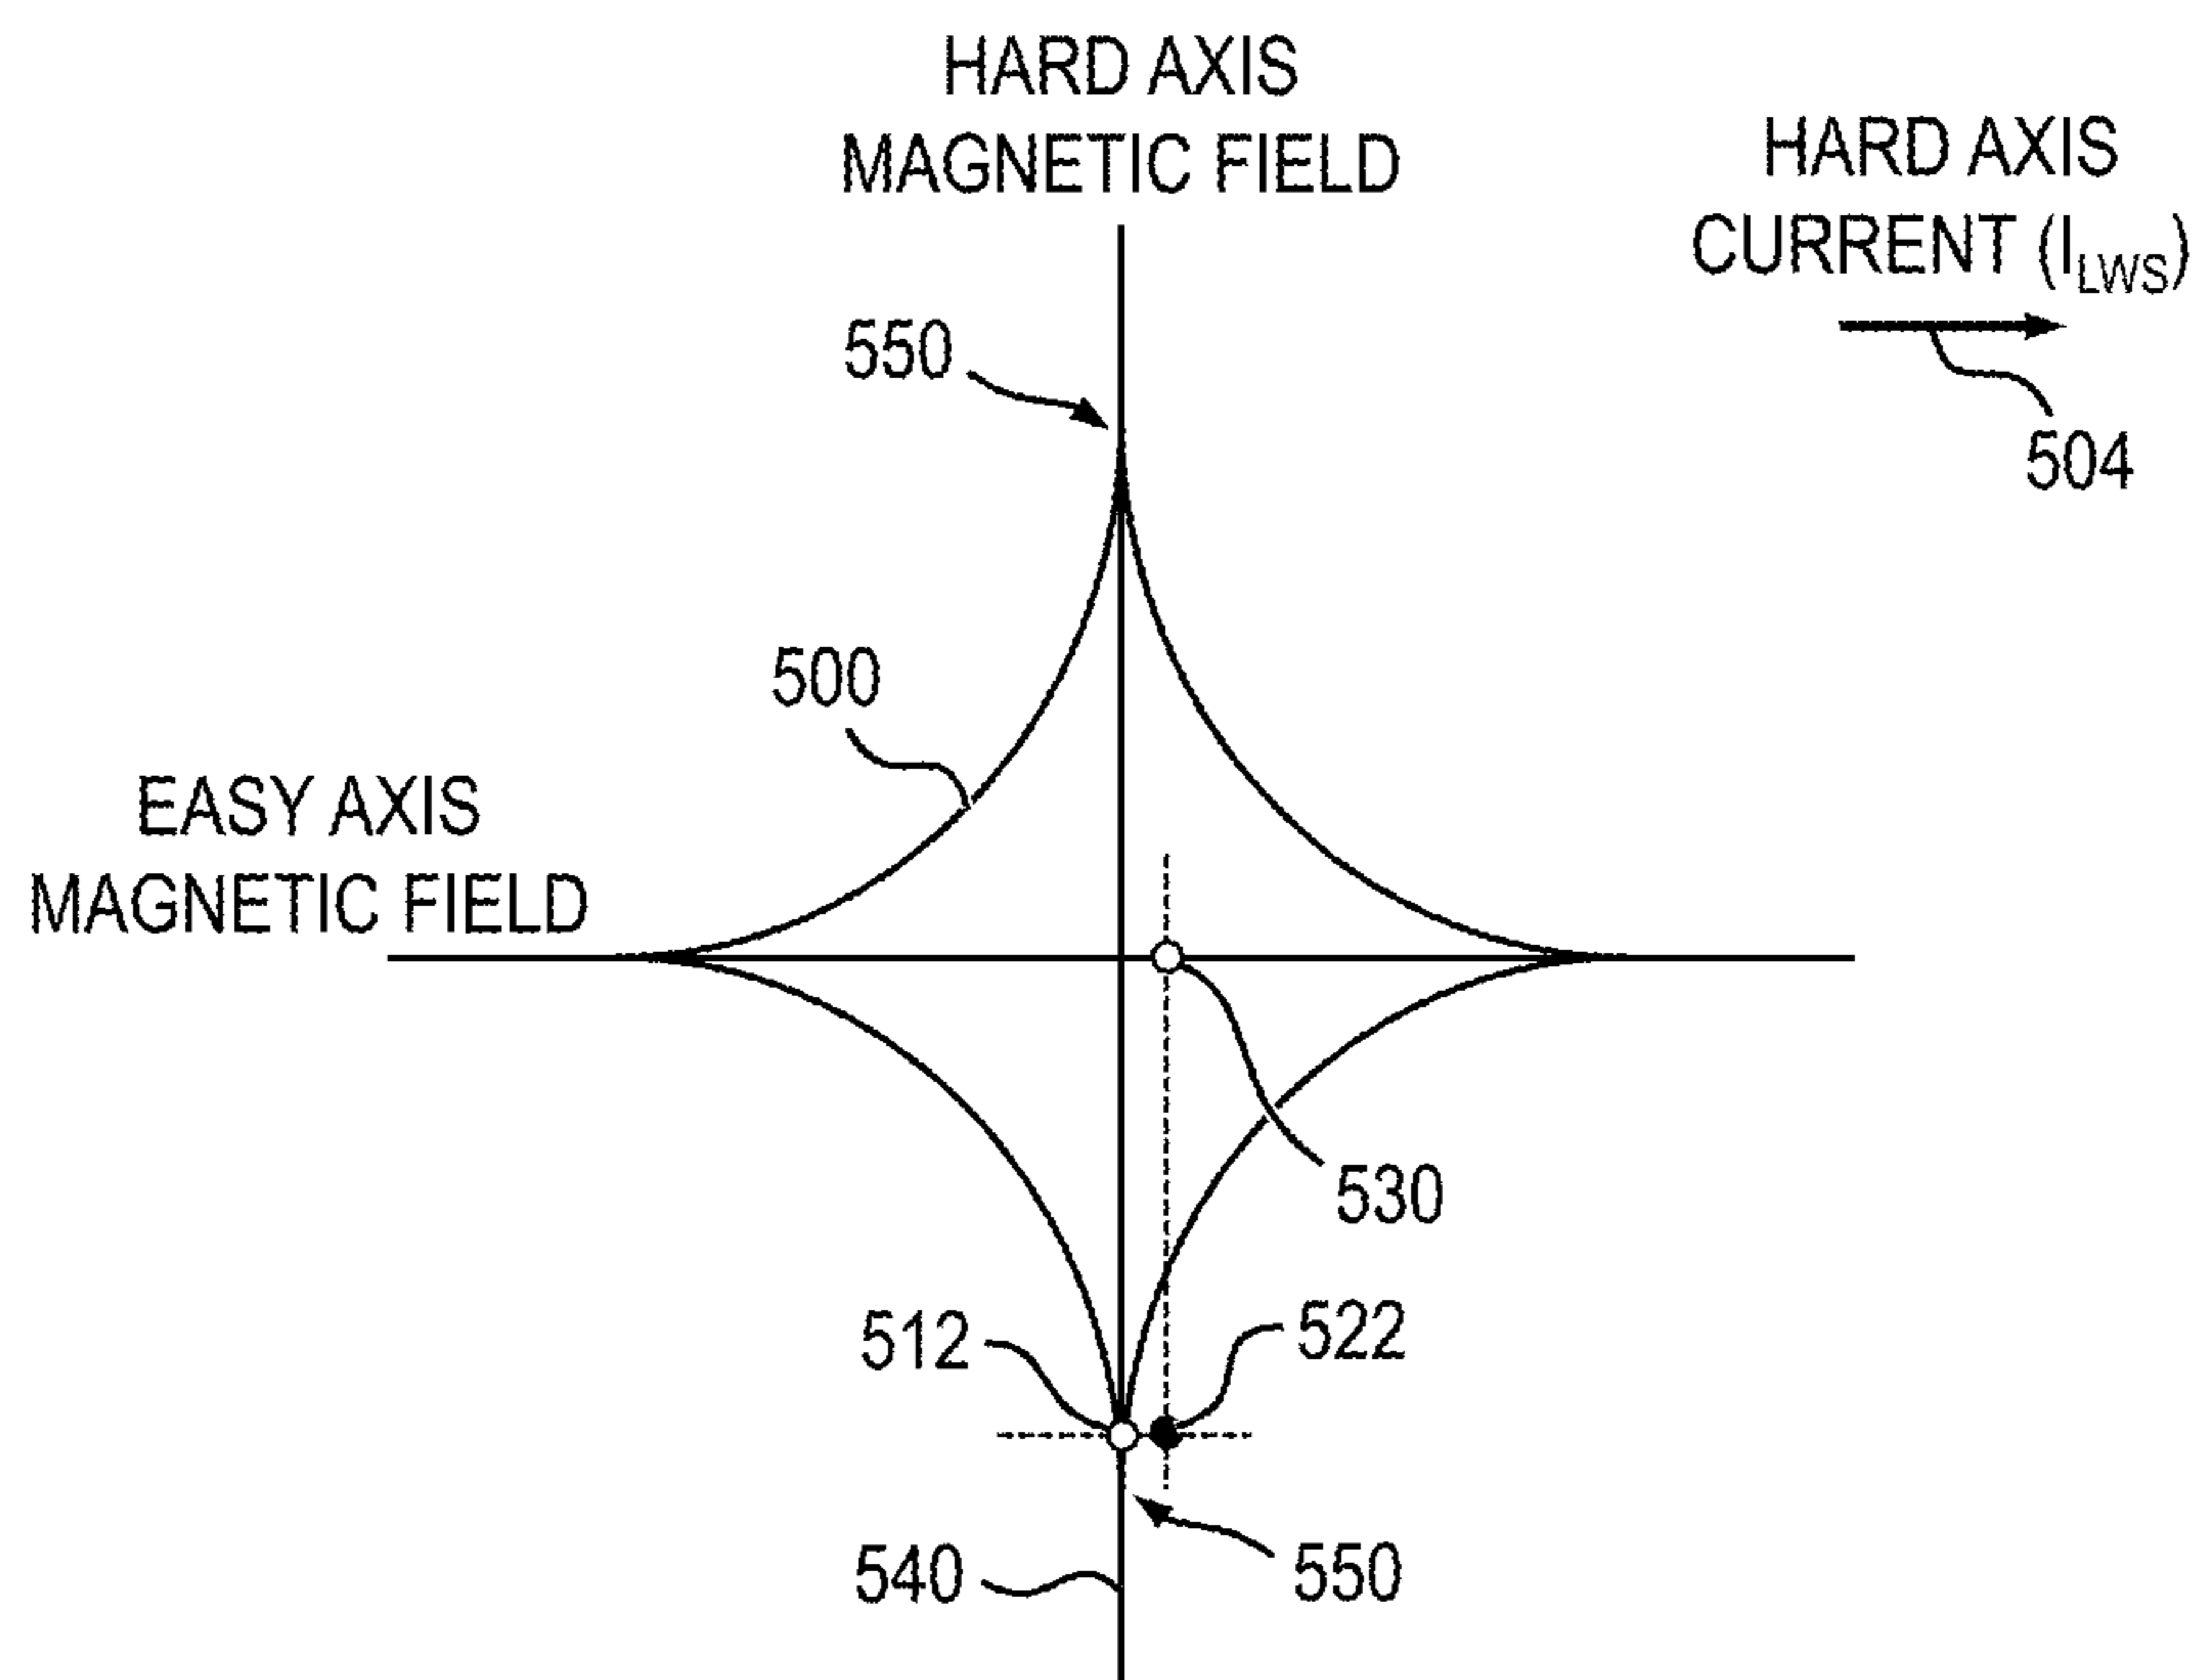 HARD AXIS
MAGNETIC FIELD
HARD AXIS
CURRENT (I_LWS)
550
504
500
EASY AXIS
MAGNETIC FIELD
530
512
522
540
550